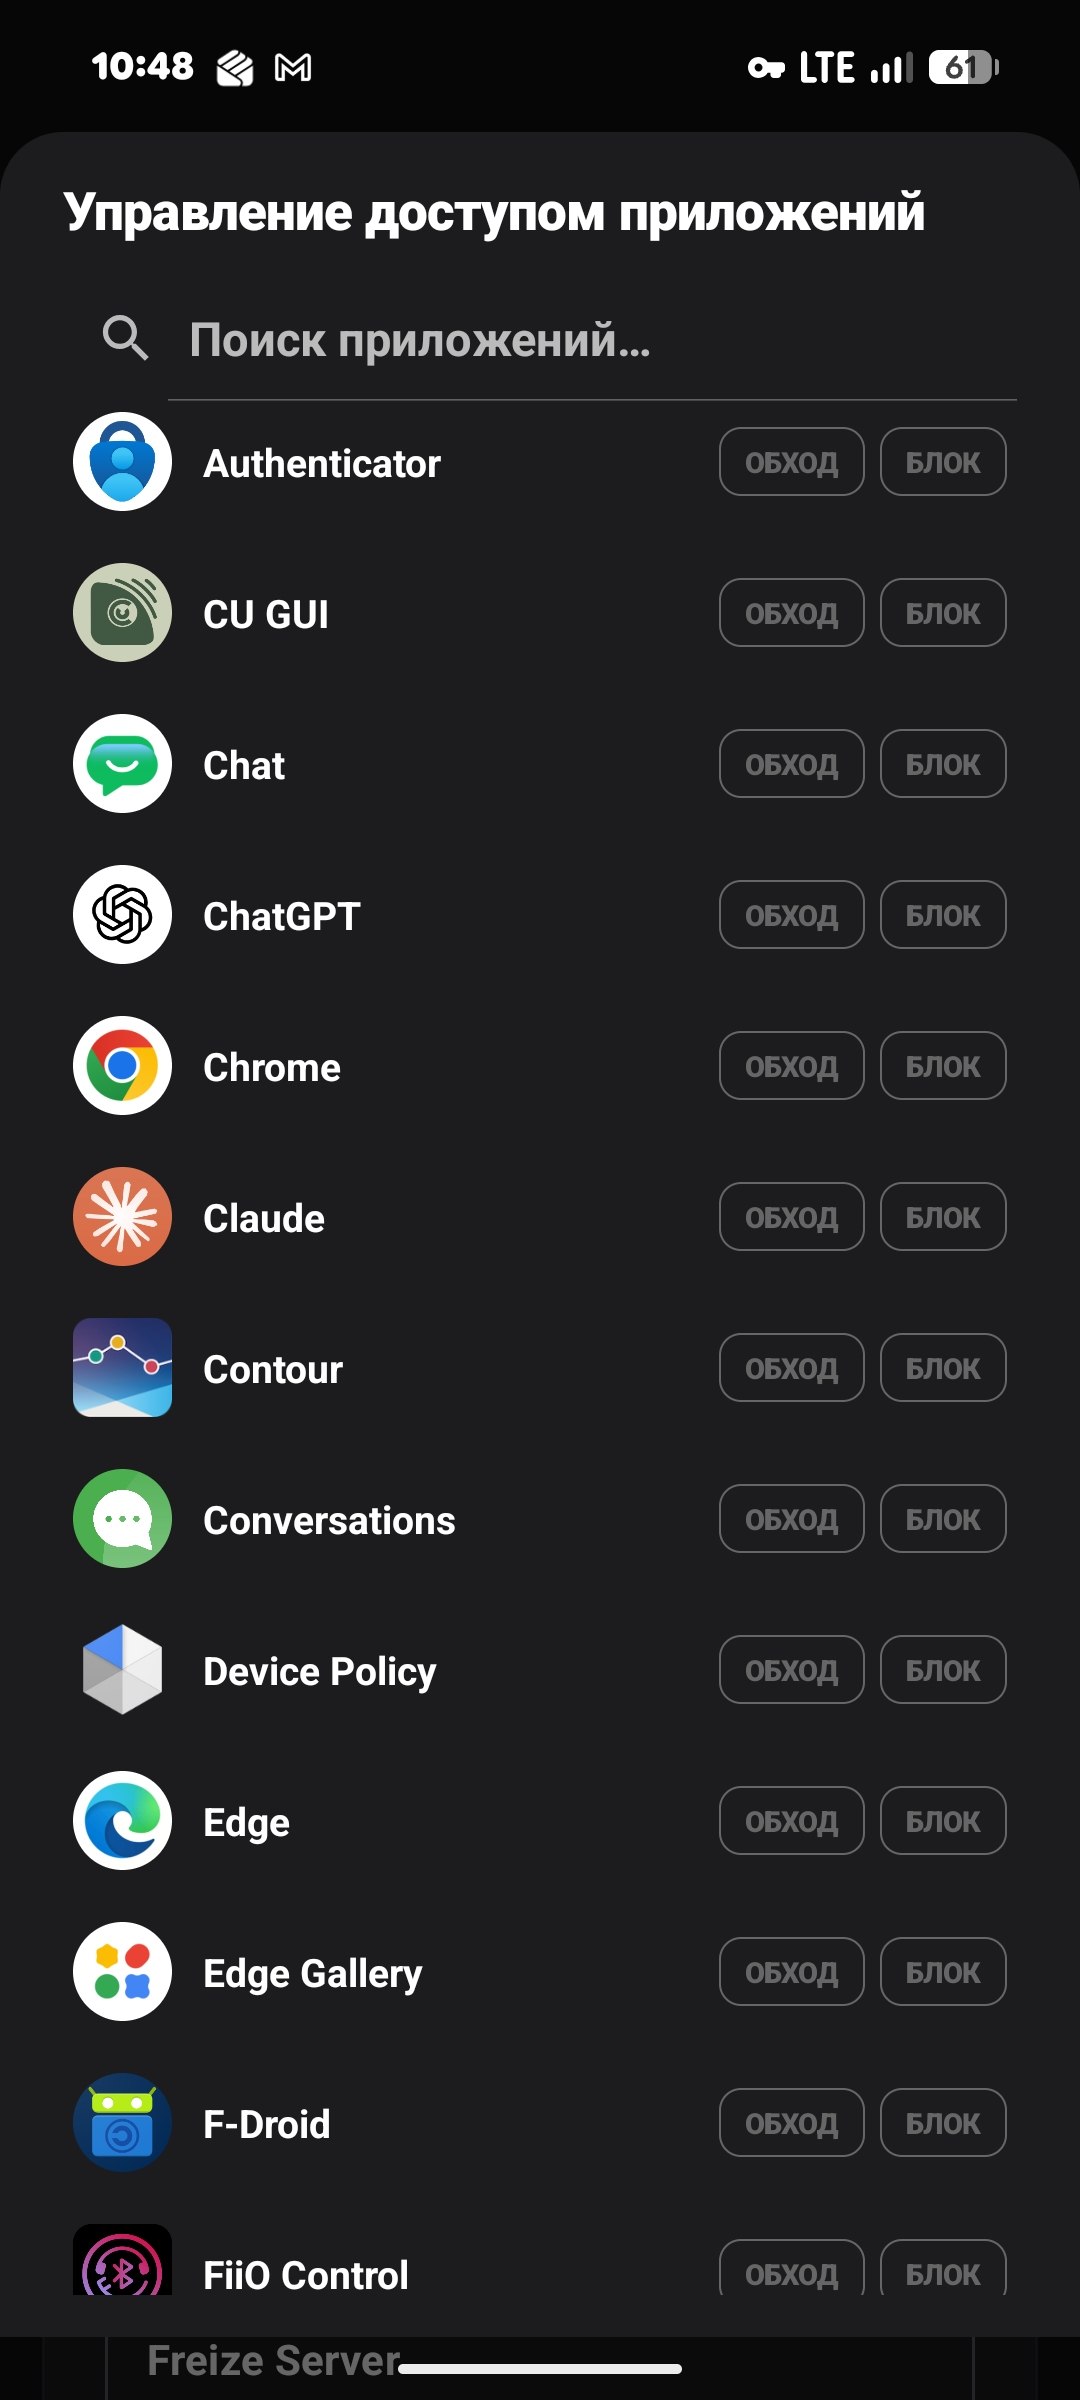 10:48 LTE 61
Управление доступом приложений
Поиск приложений...
Authenticator ОБХОД БЛОК
CU GUI ОБХОД БЛОК
Chat ОБХОД БЛОК
ChatGPT ОБХОД БЛОК
Chrome ОБХОД БЛОК
Claude ОБХОД БЛОК
Contour ОБХОД БЛОК
Conversations ОБХОД БЛОК
Device Policy ОБХОД БЛОК
Edge ОБХОД БЛОК
Edge Gallery ОБХОД БЛОК
F-Droid ОБХОД БЛОК
FiiO Control ОБХОД БЛОК
Freize Server